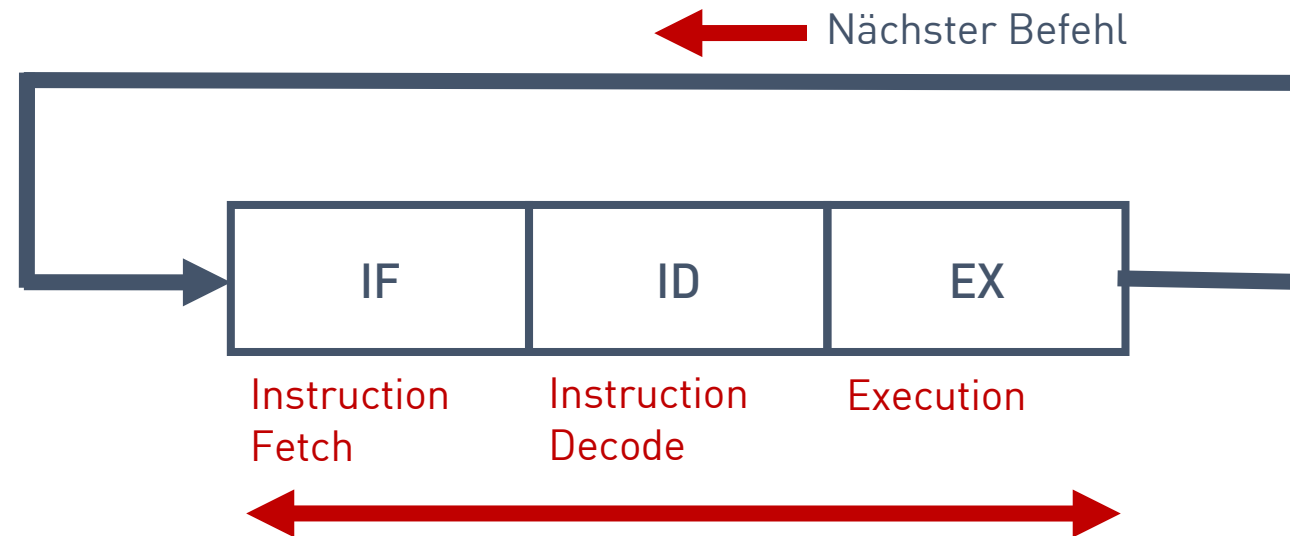 Nächster Befehl
IF
ID
EX
Instruction
Fetch
Instruction
Decode
Execution